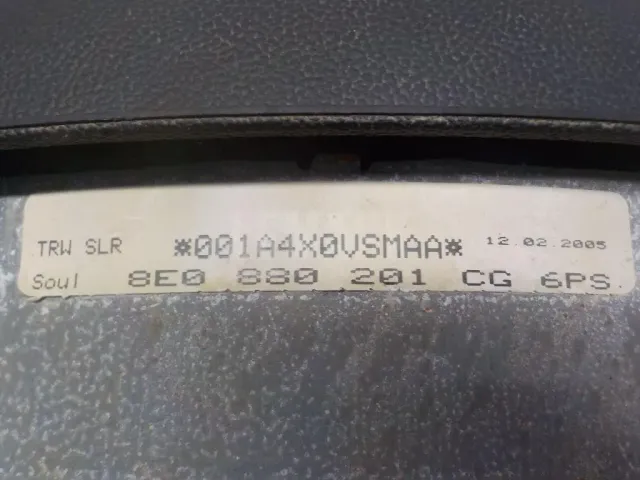 TRW SLR *001A4X0VSMAA* 12.02.2005
Soul 8E0 880 201 CG 6PS